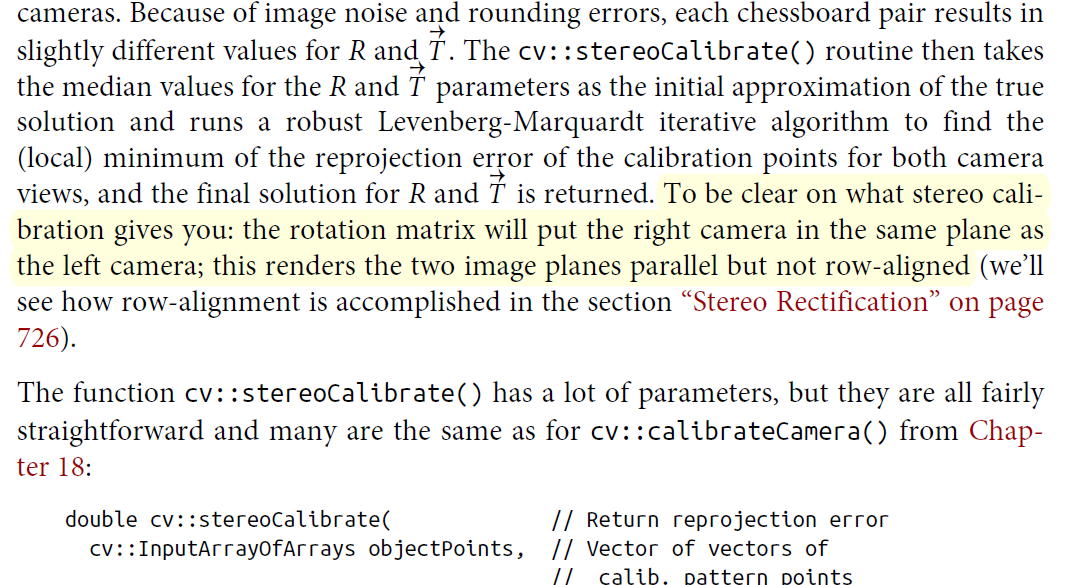 cameras. Because of image noise and rounding errors, each chessboard pair results in
slightly different values for R and T⃗. The cv::stereoCalibrate() routine then takes
the median values for the R and T⃗ parameters as the initial approximation of the true
solution and runs a robust Levenberg-Marquardt iterative algorithm to find the
(local) minimum of the reprojection error of the calibration points for both camera
views, and the final solution for R and T⃗ is returned. To be clear on what stereo cali-
bration gives you: the rotation matrix will put the right camera in the same plane as
the left camera; this renders the two image planes parallel but not row-aligned (we’ll
see how row-alignment is accomplished in the section “Stereo Rectification” on page
726).
The function cv::stereoCalibrate() has a lot of parameters, but they are all fairly
straightforward and many are the same as for cv::calibrateCamera() from Chap-
ter 18:
double cv::stereoCalibrate( // Return reprojection error
cv::InputArrayOfArrays objectPoints, // Vector of vectors of
// calib. pattern points